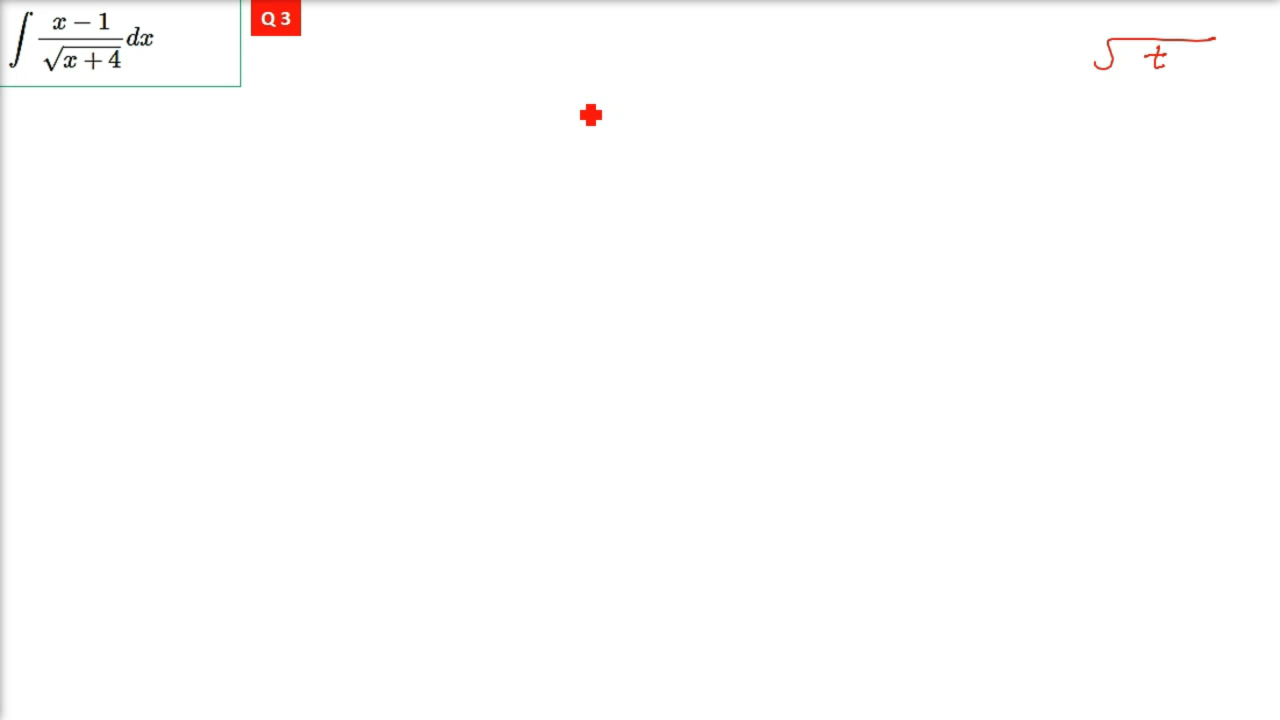 ∫ (x − 1)/√(x + 4) dx
Q 3
√t